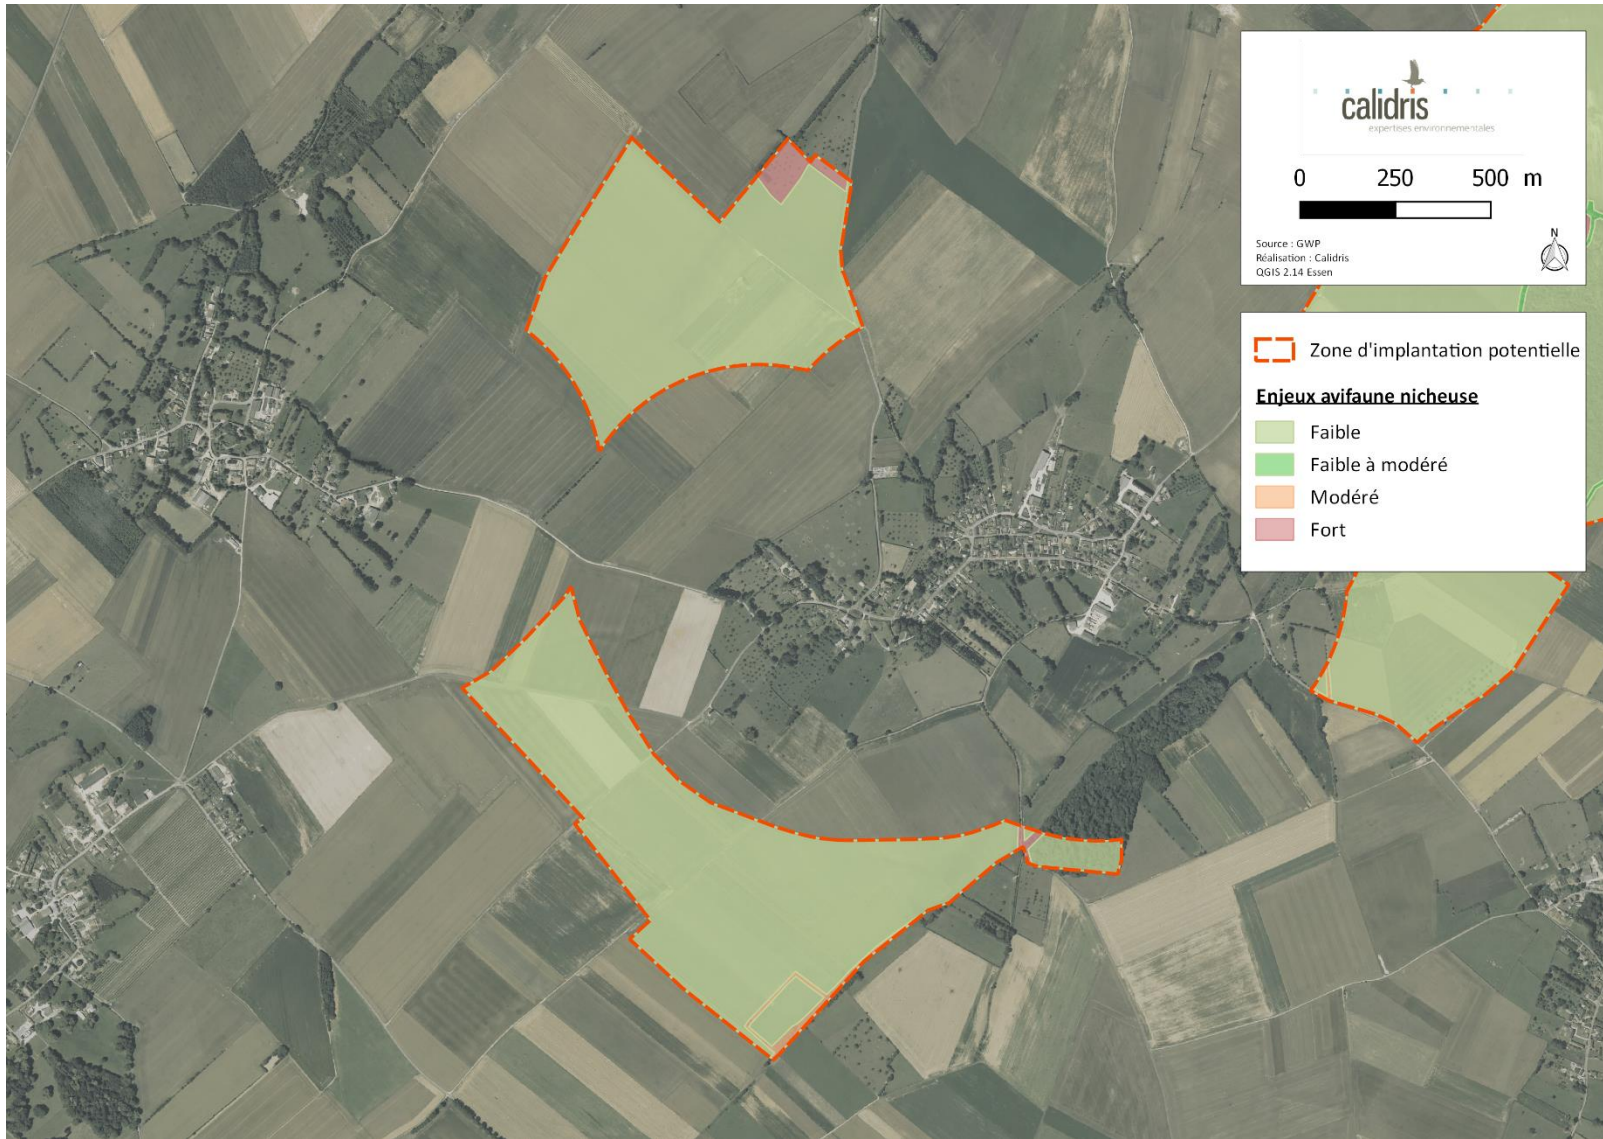 calidris
expertises environnementales
0 250 500 m
Source : GWP
Réalisation : Calidris
QGIS 2.14 Essen
N
Zone d'implantation potentielle
Enjeux avifaune nicheuse
Faible
Faible à modéré
Modéré
Fort